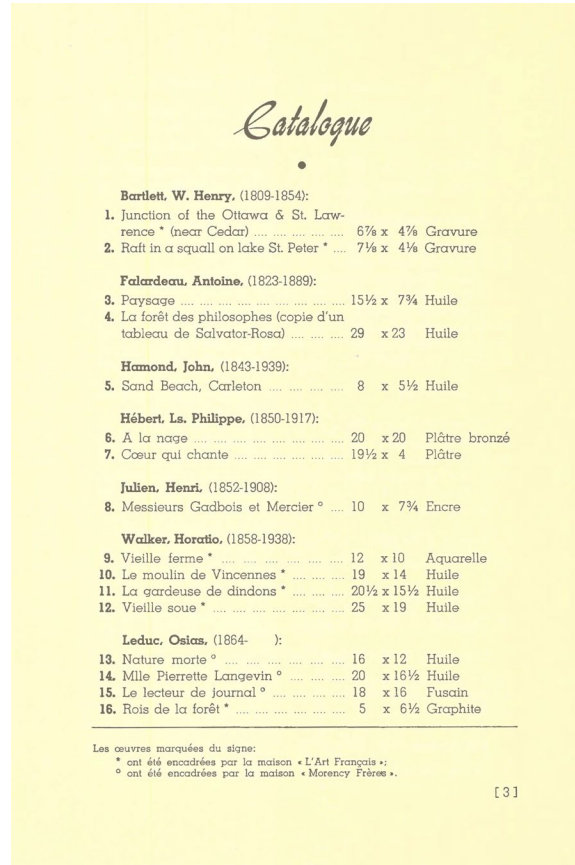 Catalogue
•
Bartlett, W. Henry, (1809-1854):
1. Junction of the Ottawa & St. Law-
rence * (near Cedar) .... .... .... .... .... 6⅞ x 4⅞ Gravure
2. Raft in a squall on lake St. Peter * .... 7⅛ x 4⅛ Gravure
Falardeau, Antoine, (1823-1889):
3. Paysage .... .... .... .... .... .... .... .... .... 15½ x 7¾ Huile
4. La forêt des philosophes (copie d'un
tableau de Salvator-Rosa) .... .... .... 29 x 23 Huile
Hamond, John, (1843-1939):
5. Sand Beach, Carleton .... .... .... .... 8 x 5½ Huile
Hébert, Ls. Philippe, (1850-1917):
6. A la nage .... .... .... .... .... .... .... .... 20 x 20 Plâtre bronzé
7. Cœur qui chante .... .... .... .... .... .... 19½ x 4 Plâtre
Julien, Henri, (1852-1908):
8. Messieurs Gadbois et Mercier ° .... 10 x 7¾ Encre
Walker, Horatio, (1858-1938):
9. Vieille ferme * .... .... .... .... .... .... .... 12 x 10 Aquarelle
10. Le moulin de Vincennes * .... .... .... 19 x 14 Huile
11. La gardeuse de dindons * .... .... .... 20½ x 15½ Huile
12. Vieille soue * .... .... .... .... .... .... .... 25 x 19 Huile
Leduc, Osias, (1864- ):
13. Nature morte ° .... .... .... .... .... .... .... 16 x 12 Huile
14. Mlle Pierrette Langevin ° .... .... .... 20 x 16½ Huile
15. Le lecteur de journal ° .... .... .... .... 18 x 16 Fusain
16. Rois de la forêt * .... .... .... .... .... .... 5 x 6½ Graphite
Les œuvres marquées du signe:
* ont été encadrées par la maison « L'Art Français »;
° ont été encadrées par la maison « Morency Frères ».
[ 3 ]